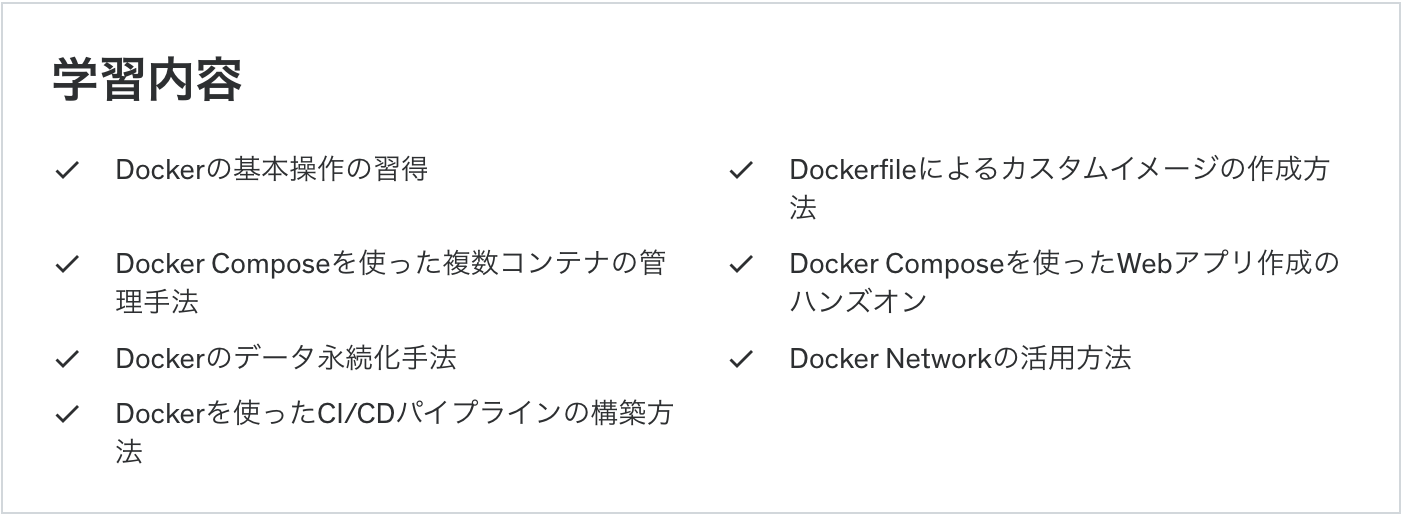 学習内容
Dockerの基本操作の習得
Dockerfileによるカスタムイメージの作成方
法
Docker Composeを使った複数コンテナの管
理手法
Docker Composeを使ったWebアプリ作成の
ハンズオン
Dockerのデータ永続化手法
Docker Networkの活用方法
Dockerを使ったCI/CDパイプラインの構築方
法